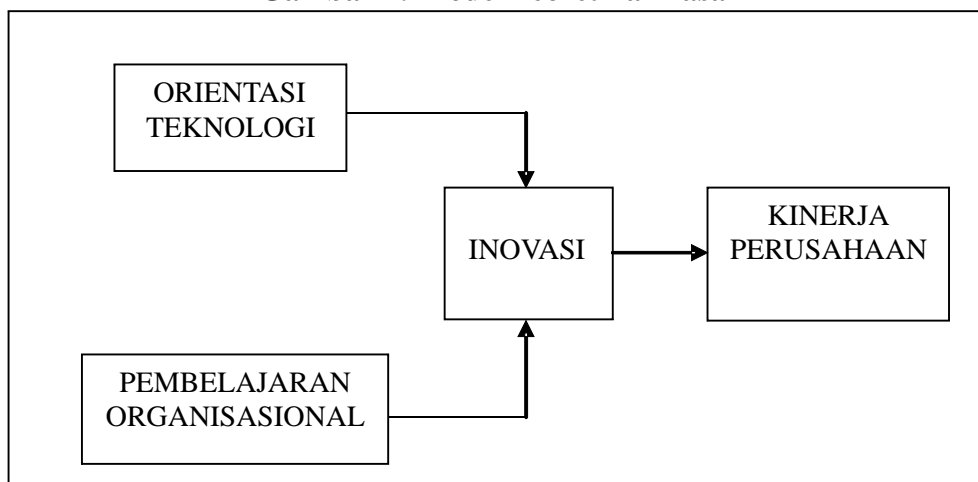 ORIENTASI
TEKNOLOGI
INOVASI
KINERJA
PERUSAHAAN
PEMBELAJARAN
ORGANISASIONAL